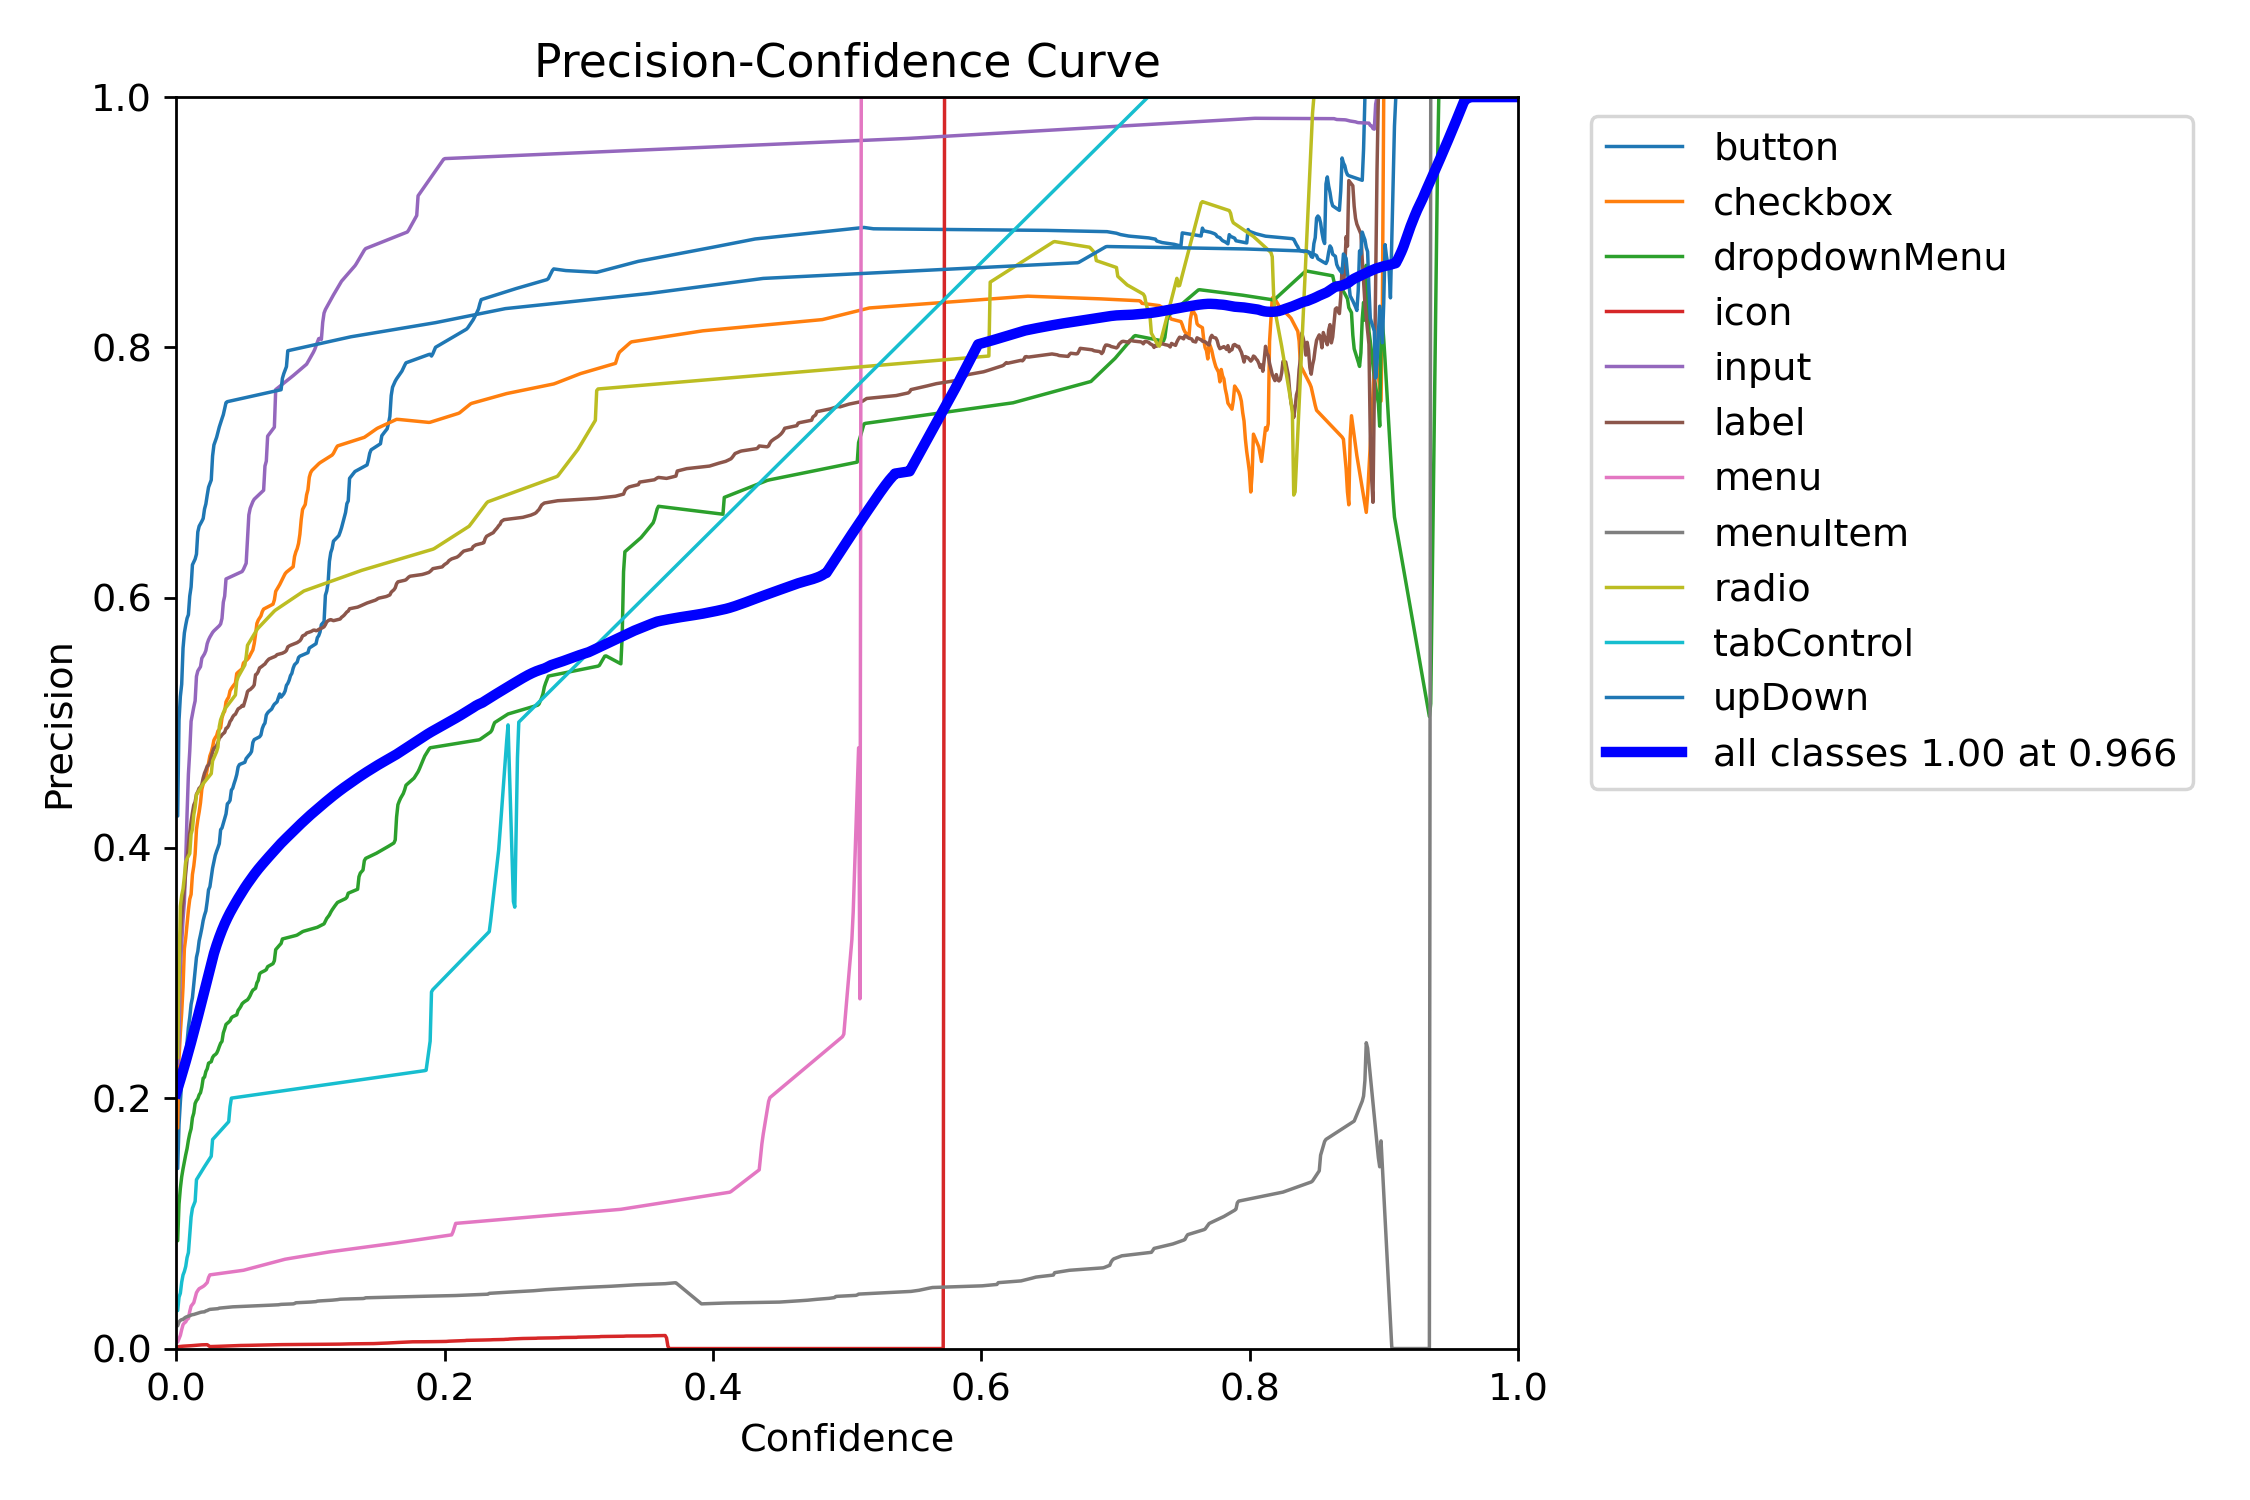 Precision-Confidence Curve
1.0
0.8
0.6
0.4
0.2
0.0
Precision
0.0 0.2 0.4 0.6 0.8 1.0
Confidence
button
checkbox
dropdownMenu
icon
input
label
menu
menuItem
radio
tabControl
upDown
all classes 1.00 at 0.966